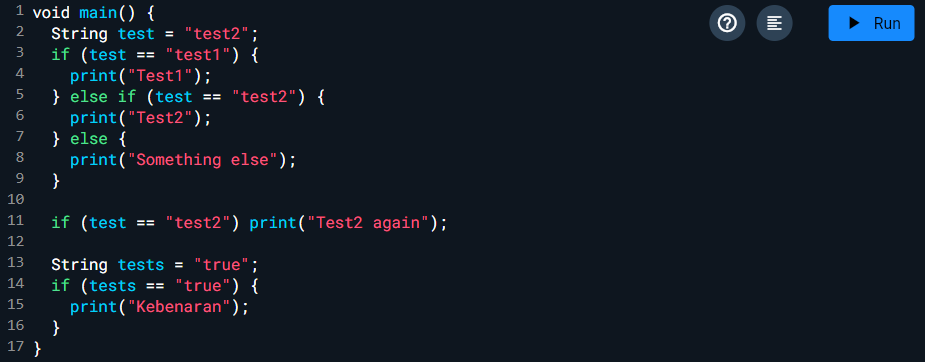 1 void main() {
2   String test = "test2";
3   if (test == "test1") {
4     print("Test1");
5   } else if (test == "test2") {
6     print("Test2");
7   } else {
8     print("Something else");
9   }
10
11   if (test == "test2") print("Test2 again");
12
13   String tests = "true";
14   if (tests == "true") {
15     print("Kebenaran");
16   }
17 }
?
Run